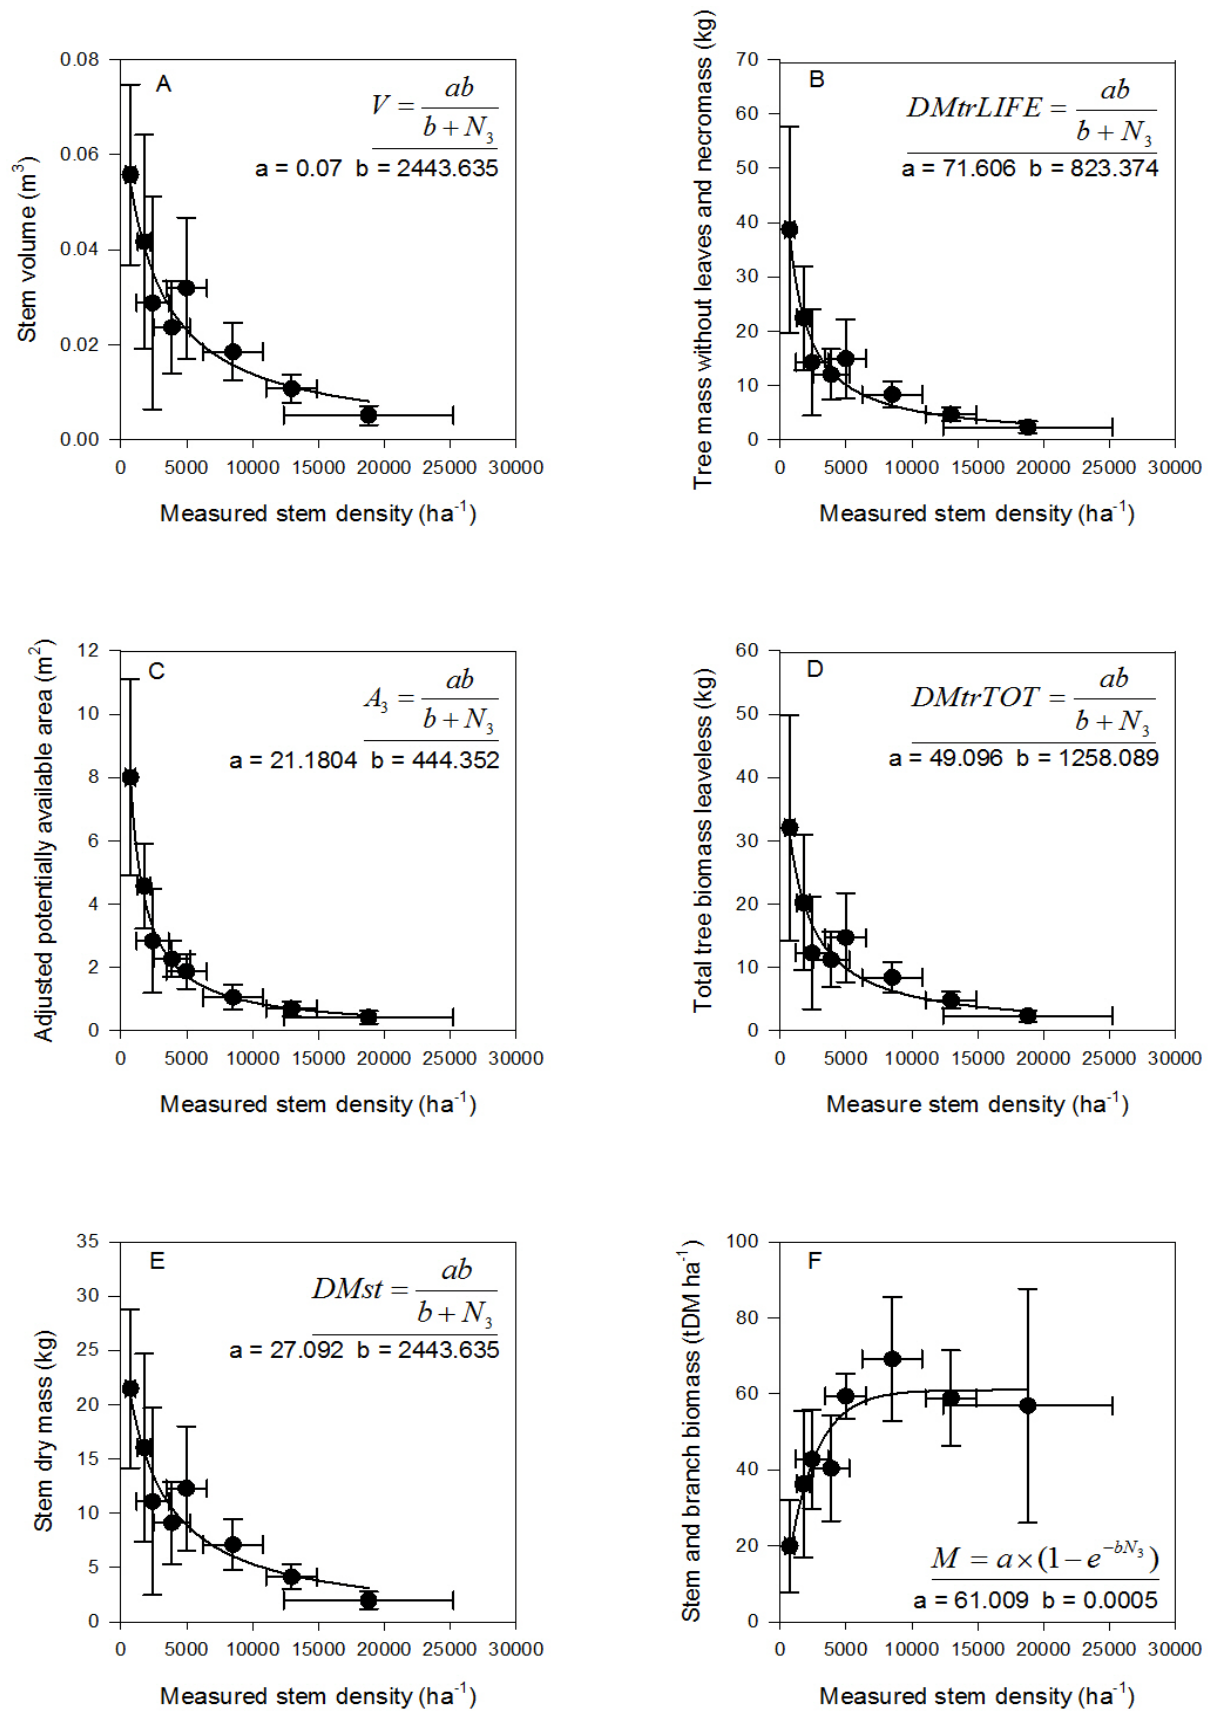 A
V = ab / b + N₃
a = 0.07 b = 2443.635
Stem volume (m³)
0.08
0.06
0.04
0.02
0.00
0 5000 10000 15000 20000 25000 30000
Measured stem density (ha⁻¹)
B
DMtrLIFE = ab / b + N₃
a = 71.606 b = 823.374
Tree mass without leaves and necromass (kg)
70
60
50
40
30
20
10
0
0 5000 10000 15000 20000 25000 30000
Measured stem density (ha⁻¹)
C
A₃ = ab / b + N₃
a = 21.1804 b = 444.352
Adjusted potentially available area (m²)
12
10
8
6
4
2
0
0 5000 10000 15000 20000 25000 30000
Measured stem density (ha⁻¹)
D
DMtrTOT = ab / b + N₃
a = 49.096 b = 1258.089
Total tree biomass leaveless (kg)
60
50
40
30
20
10
0
0 5000 10000 15000 20000 25000 30000
Measure stem density (ha⁻¹)
E
DMst = ab / b + N₃
a = 27.092 b = 2443.635
Stem dry mass (kg)
35
30
25
20
15
10
5
0
0 5000 10000 15000 20000 25000 30000
Measured stem density (ha⁻¹)
F
M = a × (1 − e^−bN₃)
a = 61.009 b = 0.0005
Stem and branch biomass (tDM ha⁻¹)
100
80
60
40
20
0
0 5000 10000 15000 20000 25000 30000
Measured stem density (ha⁻¹)